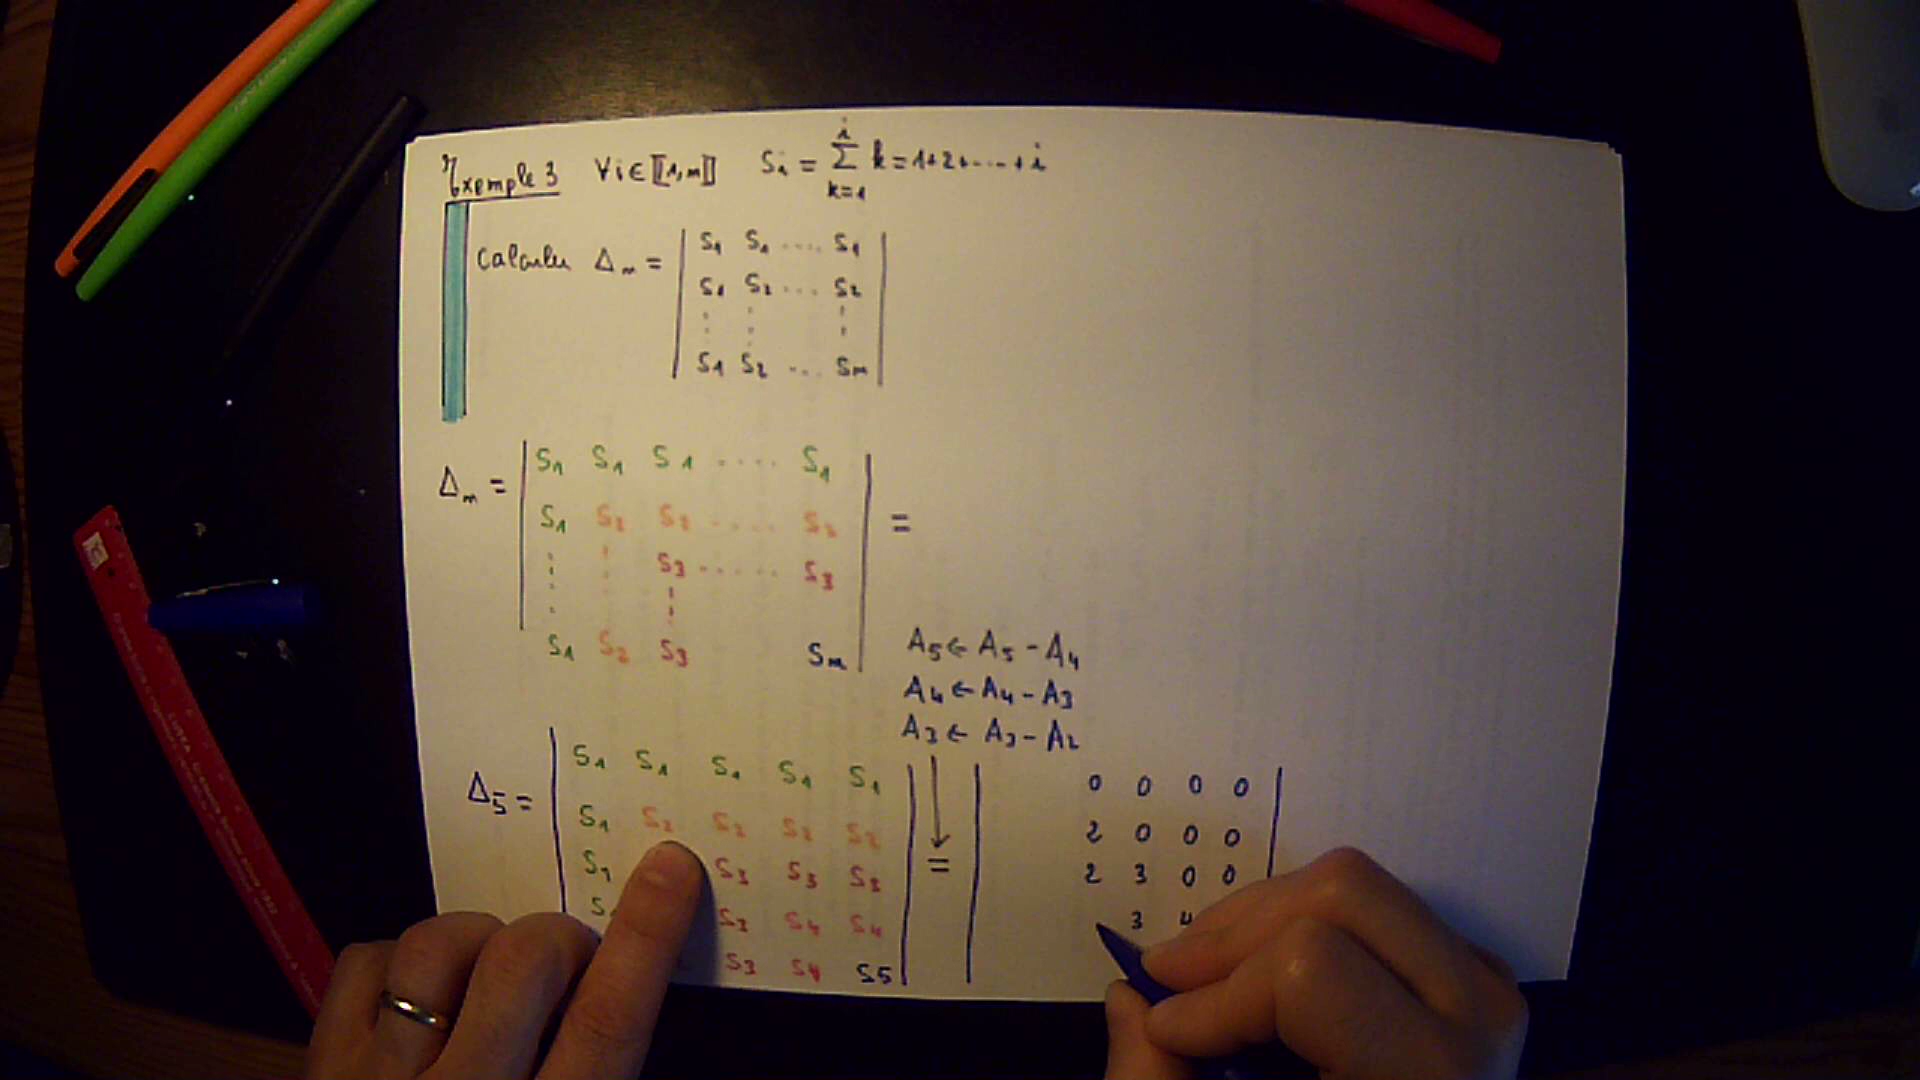 Exemple 3 ∀i∈⟦1,n⟧ Si = ∑ k = 1+2+....+i
i
k=1
Calculer Δn =
S1 S1 .... S1
S1 S2 ... S2
S1 S2 ... Sn
Δn =
S1 S1 S1 .... S1
S1 S2 S2 .... S2
S3 ..... S3
S1 S2 S3 Sn
=
A5 ← A5 - A4
A4 ← A4 - A3
A3 ← A3 - A2
Δ5 =
S1 S1 S1 S1 S1
S1 S2 S2 S2 S2
S1 S3 S3 S3
S3 S4 S4
S3 S4 S5
=
0 0 0 0
2 0 0 0
2 3 0 0
3 4